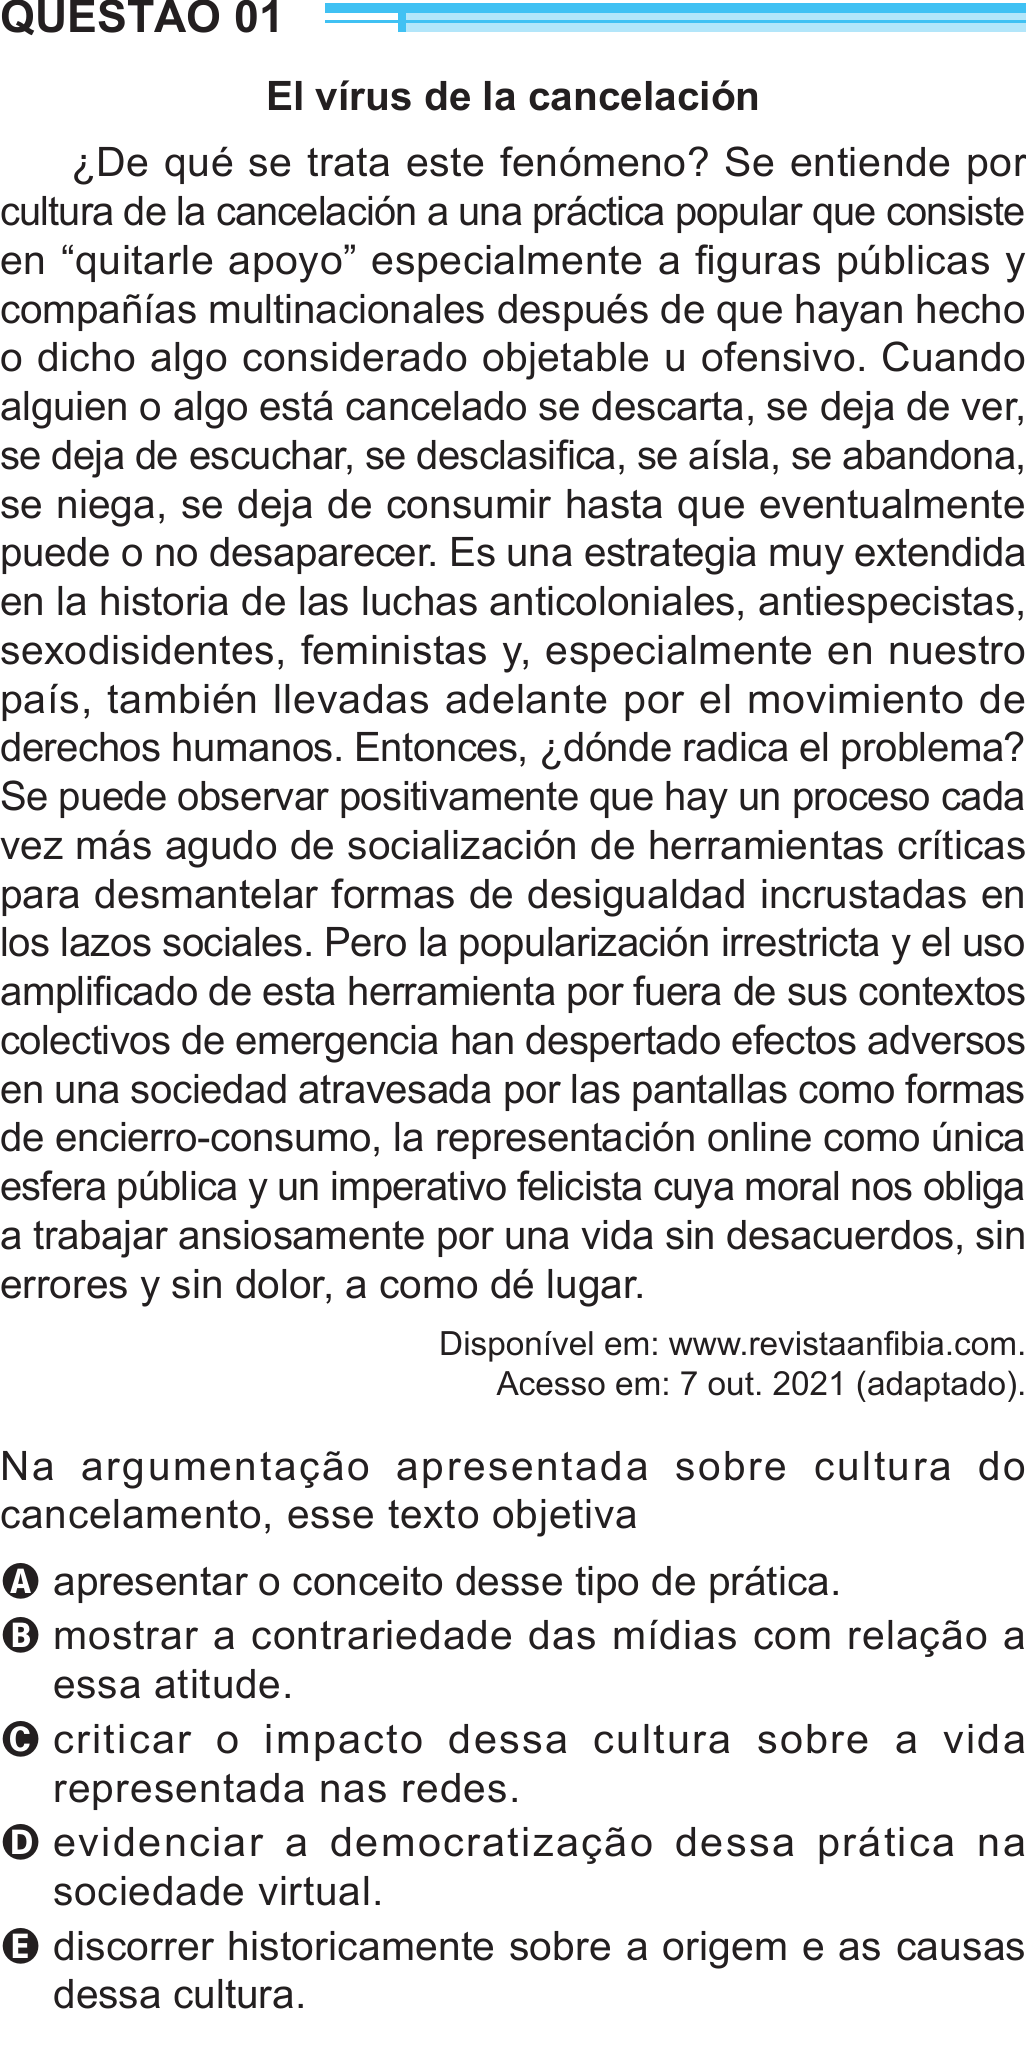 QUESTÃO 01
El vírus de la cancelación
¿De qué se trata este fenómeno? Se entiende por
cultura de la cancelación a una práctica popular que consiste
en “quitarle apoyo” especialmente a figuras públicas y
compañías multinacionales después de que hayan hecho
o dicho algo considerado objetable u ofensivo. Cuando
alguien o algo está cancelado se descarta, se deja de ver,
se deja de escuchar, se desclasifica, se aísla, se abandona,
se niega, se deja de consumir hasta que eventualmente
puede o no desaparecer. Es una estrategia muy extendida
en la historia de las luchas anticoloniales, antiespecistas,
sexodisidentes, feministas y, especialmente en nuestro
país, también llevadas adelante por el movimiento de
derechos humanos. Entonces, ¿dónde radica el problema?
Se puede observar positivamente que hay un proceso cada
vez más agudo de socialización de herramientas críticas
para desmantelar formas de desigualdad incrustadas en
los lazos sociales. Pero la popularización irrestricta y el uso
amplificado de esta herramienta por fuera de sus contextos
colectivos de emergencia han despertado efectos adversos
en una sociedad atravesada por las pantallas como formas
de encierro-consumo, la representación online como única
esfera pública y un imperativo felicista cuya moral nos obliga
a trabajar ansiosamente por una vida sin desacuerdos, sin
errores y sin dolor, a como dé lugar.
Disponível em: www.revistaanfibia.com.
Acesso em: 7 out. 2021 (adaptado).
Na argumentação apresentada sobre cultura do
cancelamento, esse texto objetiva
A apresentar o conceito desse tipo de prática.
B mostrar a contrariedade das mídias com relação a
essa atitude.
C criticar o impacto dessa cultura sobre a vida
representada nas redes.
D evidenciar a democratização dessa prática na
sociedade virtual.
E discorrer historicamente sobre a origem e as causas
dessa cultura.